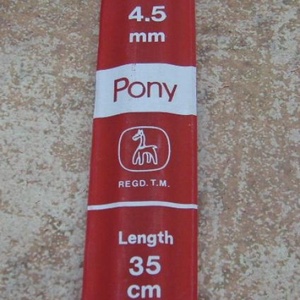 4.5
mm
Pony
REGD. T.M.
Length
35
cm